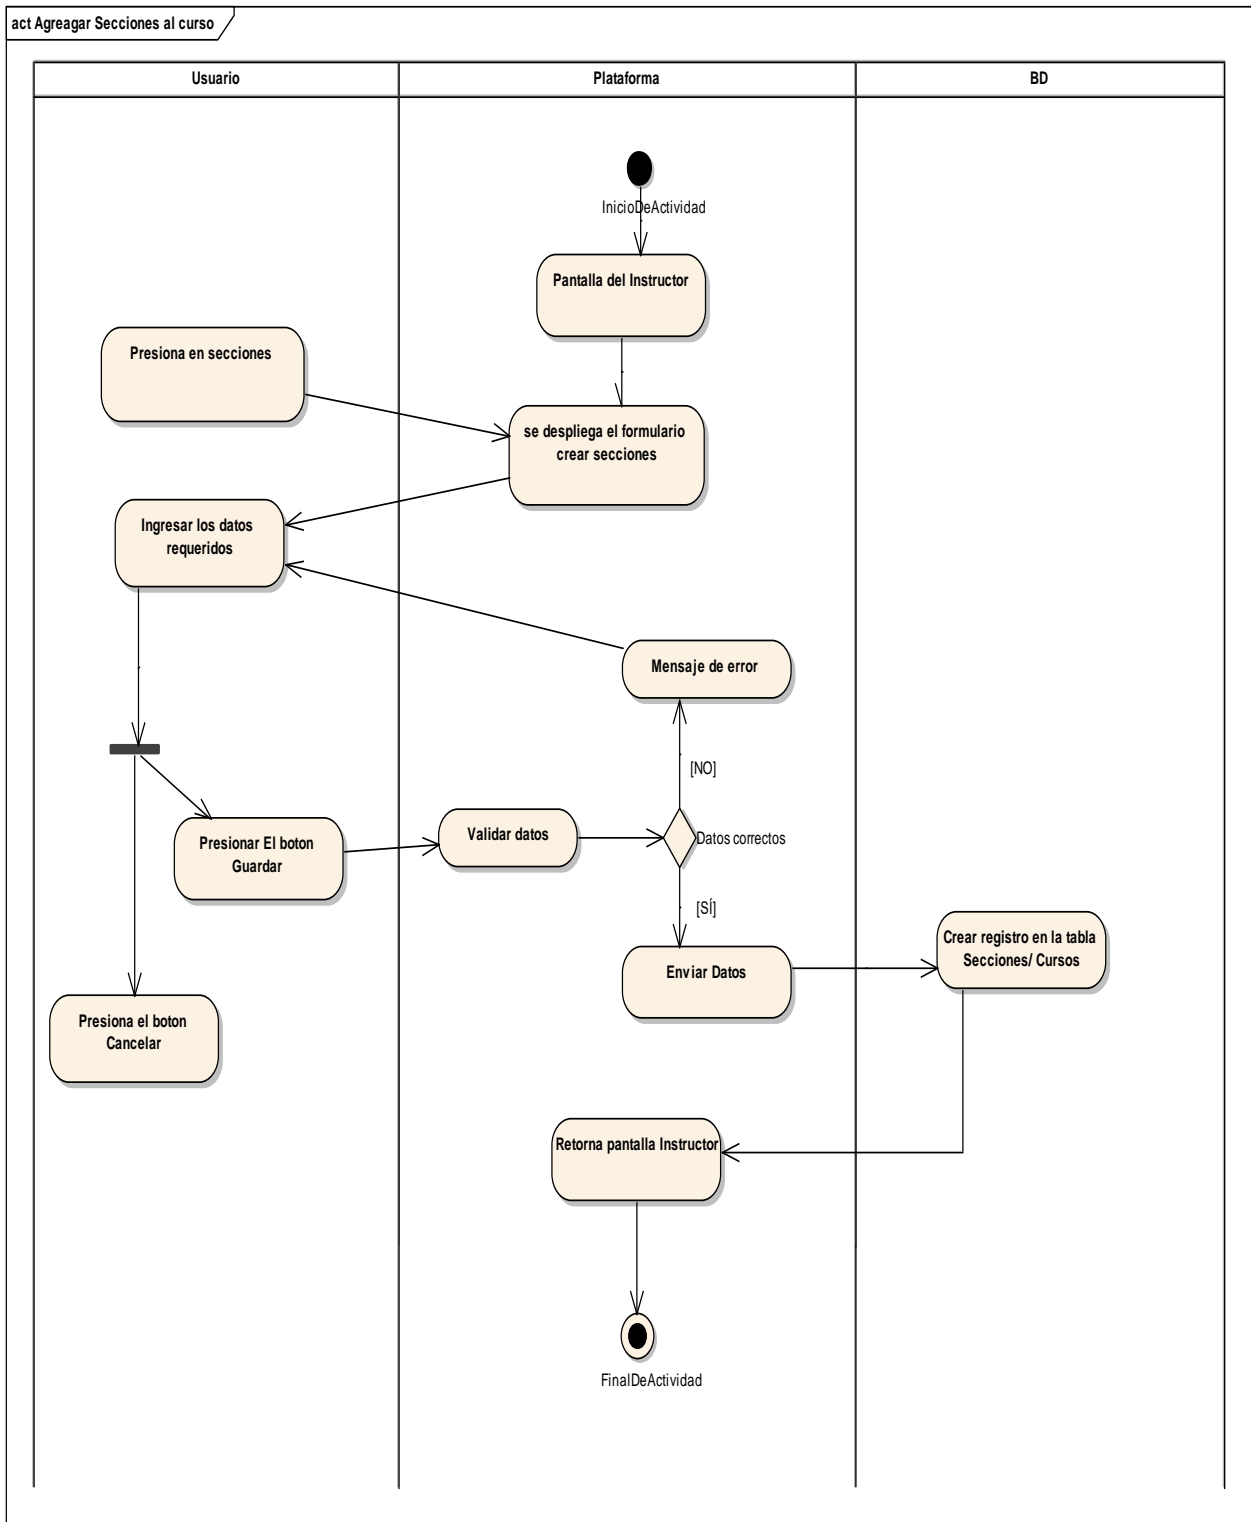 act Agreagar Secciones al curso
Usuario
Plataforma
BD
InicioDeActividad
Pantalla del Instructor
Presiona en secciones
se despliega el formulario
crear secciones
Ingresar los datos
requeridos
Mensaje de error
[NO]
Presionar El boton
Guardar
Validar datos
Datos correctos
[SÍ]
Crear registro en la tabla
Secciones/ Cursos
Enviar Datos
Presiona el boton
Cancelar
Retorna pantalla Instructor
FinalDeActividad